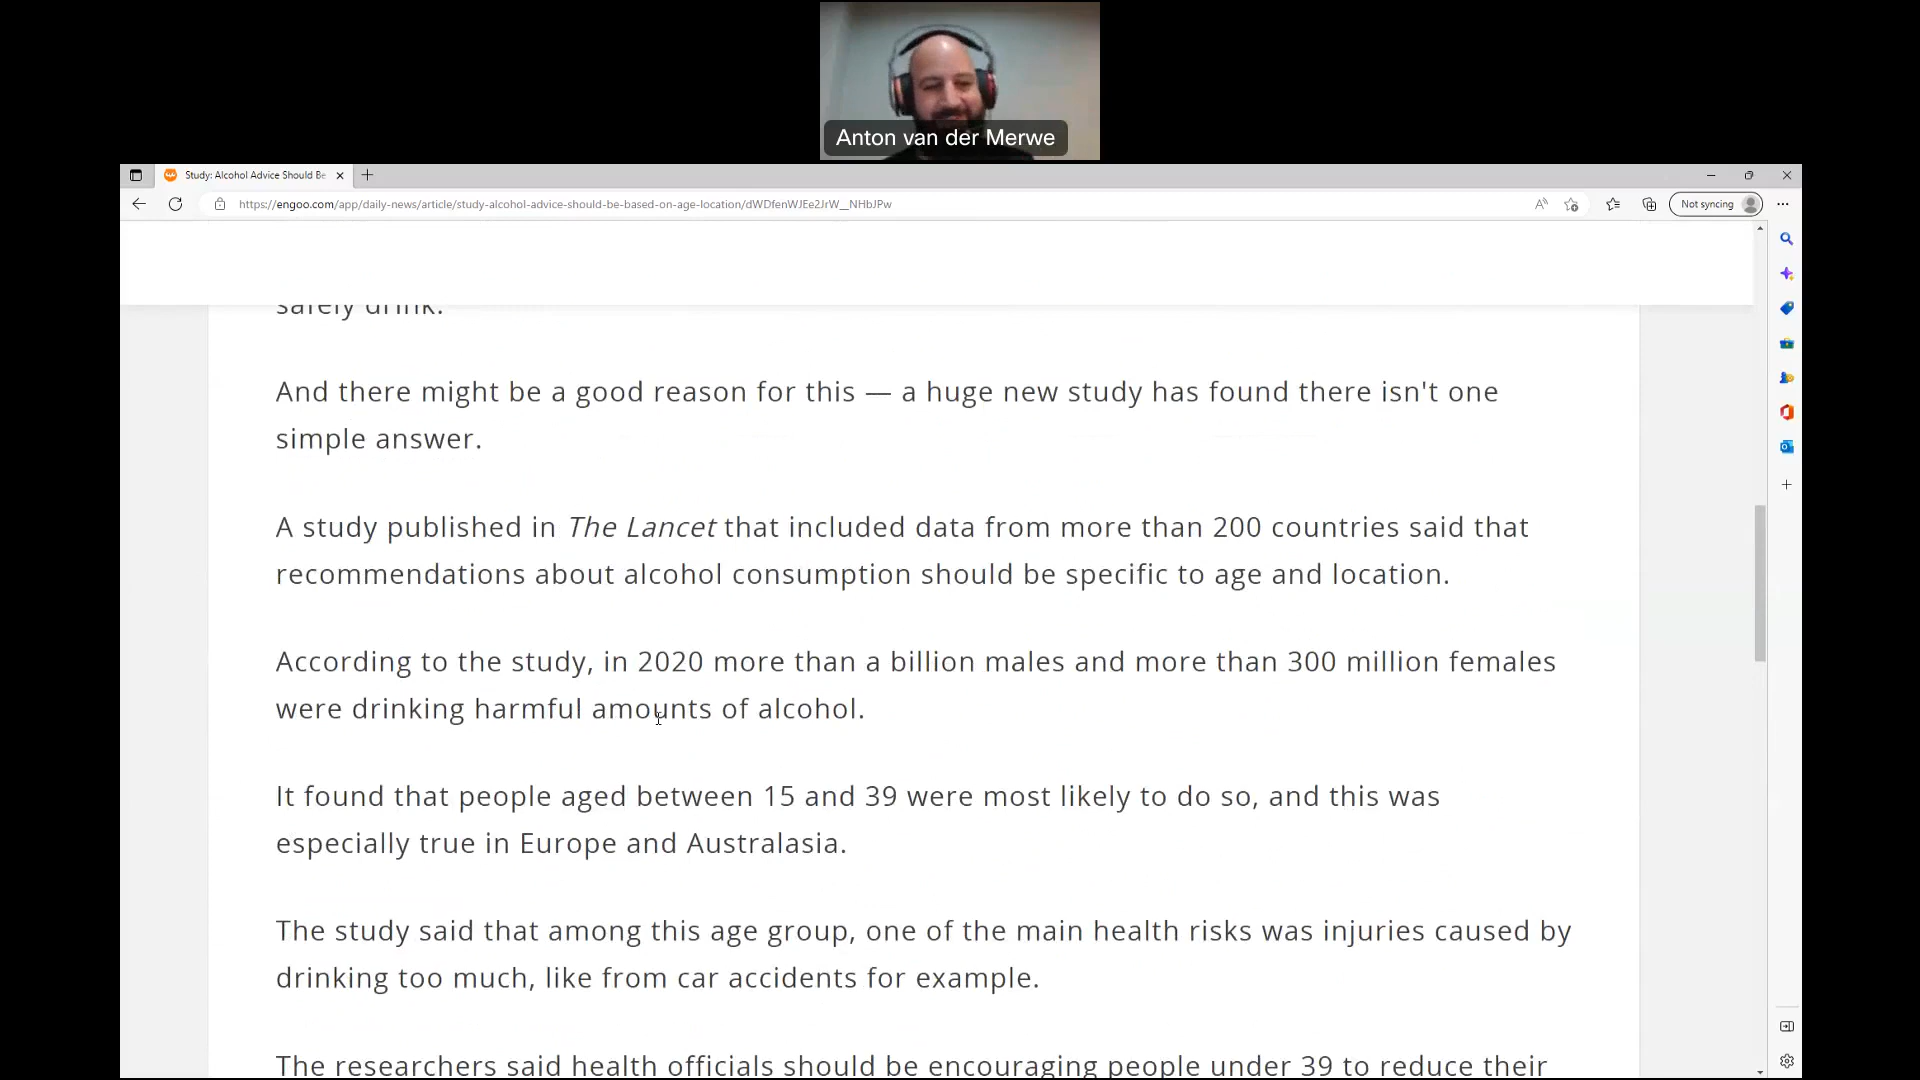 Anton van der Merwe
Study: Alcohol Advice Should Be
https://engoo.com/app/daily-news/article/study-alcohol-advice-should-be-based-on-age-location/dWDfenWJEe2JrW__NHbJPw
Not syncing
safely drink.
And there might be a good reason for this — a huge new study has found there isn't one
simple answer.
A study published in The Lancet that included data from more than 200 countries said that
recommendations about alcohol consumption should be specific to age and location.
According to the study, in 2020 more than a billion males and more than 300 million females
were drinking harmful amounts of alcohol.
It found that people aged between 15 and 39 were most likely to do so, and this was
especially true in Europe and Australasia.
The study said that among this age group, one of the main health risks was injuries caused by
drinking too much, like from car accidents for example.
The researchers said health officials should be encouraging people under 39 to reduce their